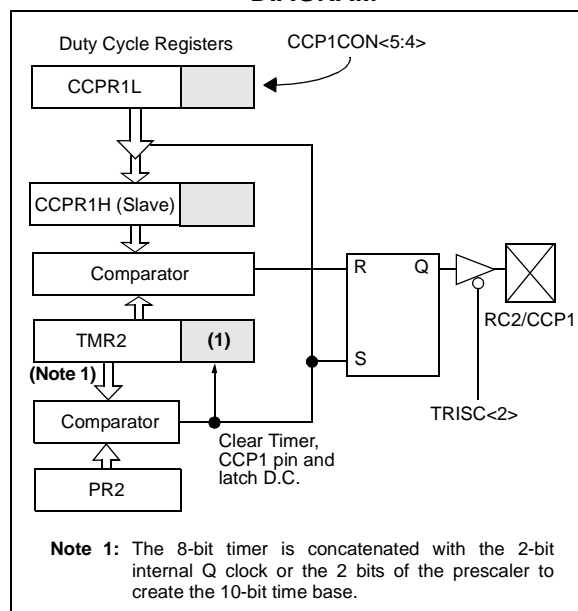 DIAGRAM
Duty Cycle Registers
CCP1CON<5:4>
CCPR1L
CCPR1H (Slave)
Comparator
R Q
RC2/CCP1
TMR2 (1)
(Note 1)
S
TRISC<2>
Comparator
Clear Timer,
CCP1 pin and
latch D.C.
PR2
Note 1: The 8-bit timer is concatenated with the 2-bit
internal Q clock or the 2 bits of the prescaler to
create the 10-bit time base.